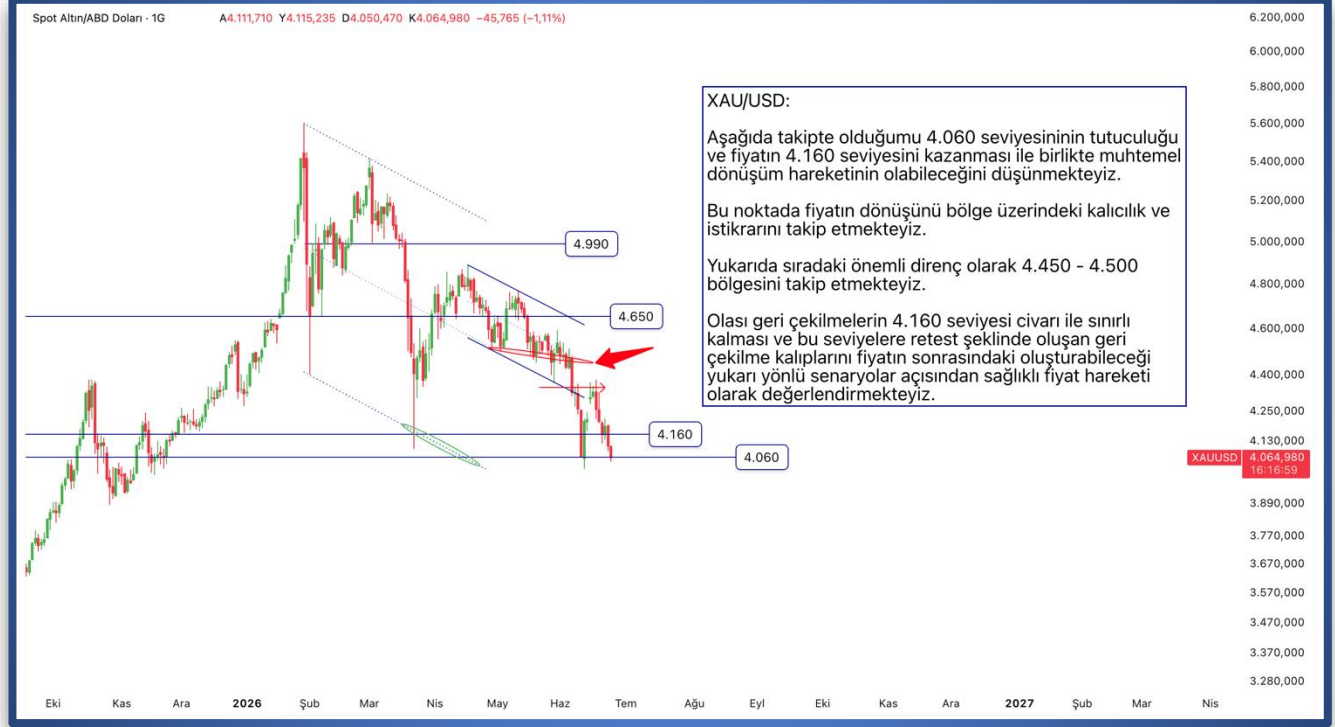 Spot Altın/ABD Doları · 1G A4.111,710 Y4.115,235 D4.050,470 K4.064,980 −45,765 (−1,11%)
6.200,000
6.000,000
5.800,000
5.600,000
5.400,000
5.200,000
5.000,000
4.800,000
4.600,000
4.400,000
4.250,000
4.130,000
XAUUSD 4.064,980
16:16:59
3.890,000
3.770,000
3.670,000
3.570,000
3.470,000
3.370,000
3.280,000
XAU/USD:
Aşağıda takipte olduğumu 4.060 seviyesininin tutuculuğu
ve fiyatın 4.160 seviyesini kazanması ile birlikte muhtemel
dönüşüm hareketinin olabileceğini düşünmekteyiz.
Bu noktada fiyatın dönüşünü bölge üzerindeki kalıcılık ve
istikrarını takip etmekteyiz.
Yukarıda sıradaki önemli direnç olarak 4.450 - 4.500
bölgesini takip etmekteyiz.
Olası geri çekilmelerin 4.160 seviyesi civarı ile sınırlı
kalması ve bu seviyelere retest şeklinde oluşan geri
çekilme kalıplarını fiyatın sonrasındaki oluşturabileceği
yukarı yönlü senaryolar açısından sağlıklı fiyat hareketi
olarak değerlendirmekteyiz.
4.990
4.650
4.160
4.060
Eki Kas Ara 2026 Şub Mar Nis May Haz Tem Ağu Eyl Eki Kas Ara 2027 Şub Mar Nis